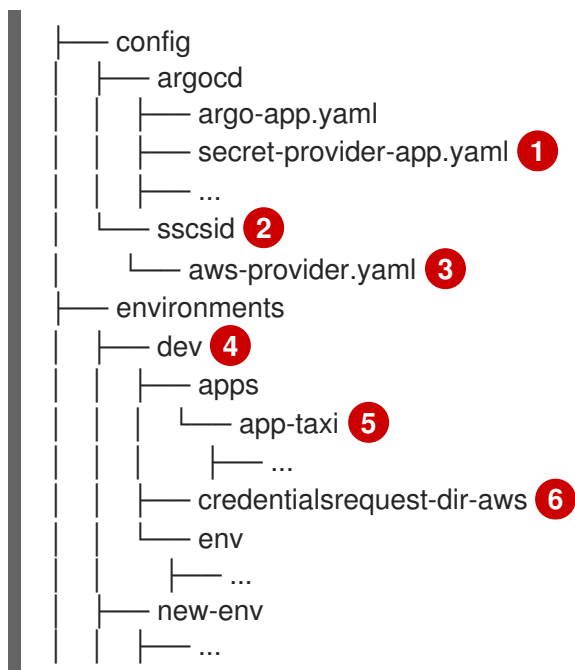 ├── config
│ ├── argocd
│ │ ├── argo-app.yaml
│ │ ├── secret-provider-app.yaml 1
│ │ ├── ...
│ └── sscsid 2
│ └── aws-provider.yaml 3
├── environments
│ ├── dev 4
│ │ ├── apps
│ │ │ └── app-taxi 5
│ │ │ ├── ...
│ │ ├── credentialsrequest-dir-aws 6
│ │ └── env
│ │ ├── ...
│ ├── new-env
│ │ ├── ...